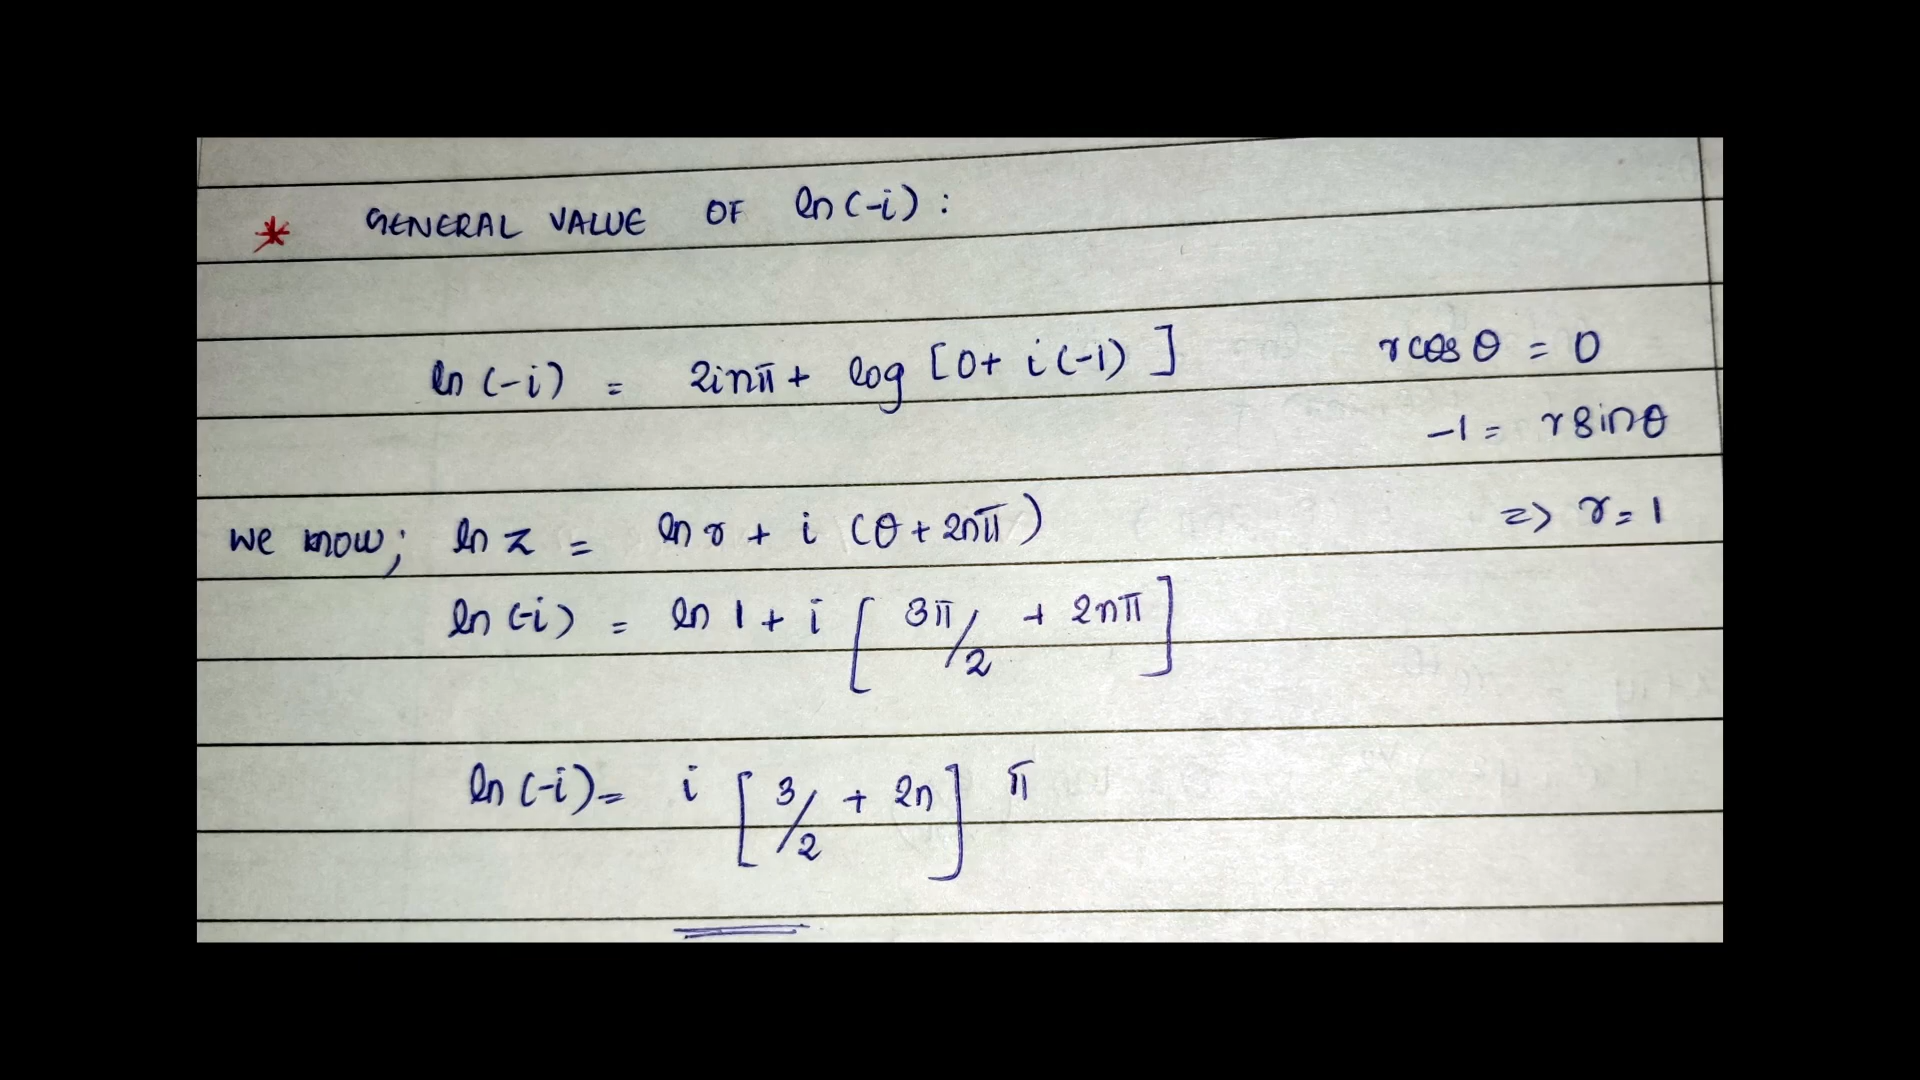 * GENERAL VALUE OF ln(-i):
ln(-i) = 2inπ + log [0+ i(-1)]
r cos θ = 0
-1 = r sin θ
=> r = 1
We know; ln z = ln r + i (θ + 2nπ)
ln(-i) = ln 1 + i [3π/2 + 2nπ]
ln(-i) = i [3/2 + 2n] π